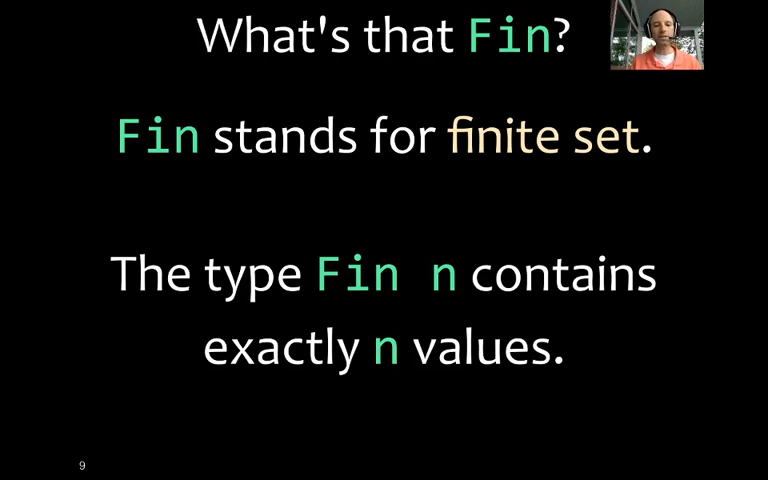 What's that Fin?
Fin stands for finite set.
The type Fin n contains
exactly n values.
9